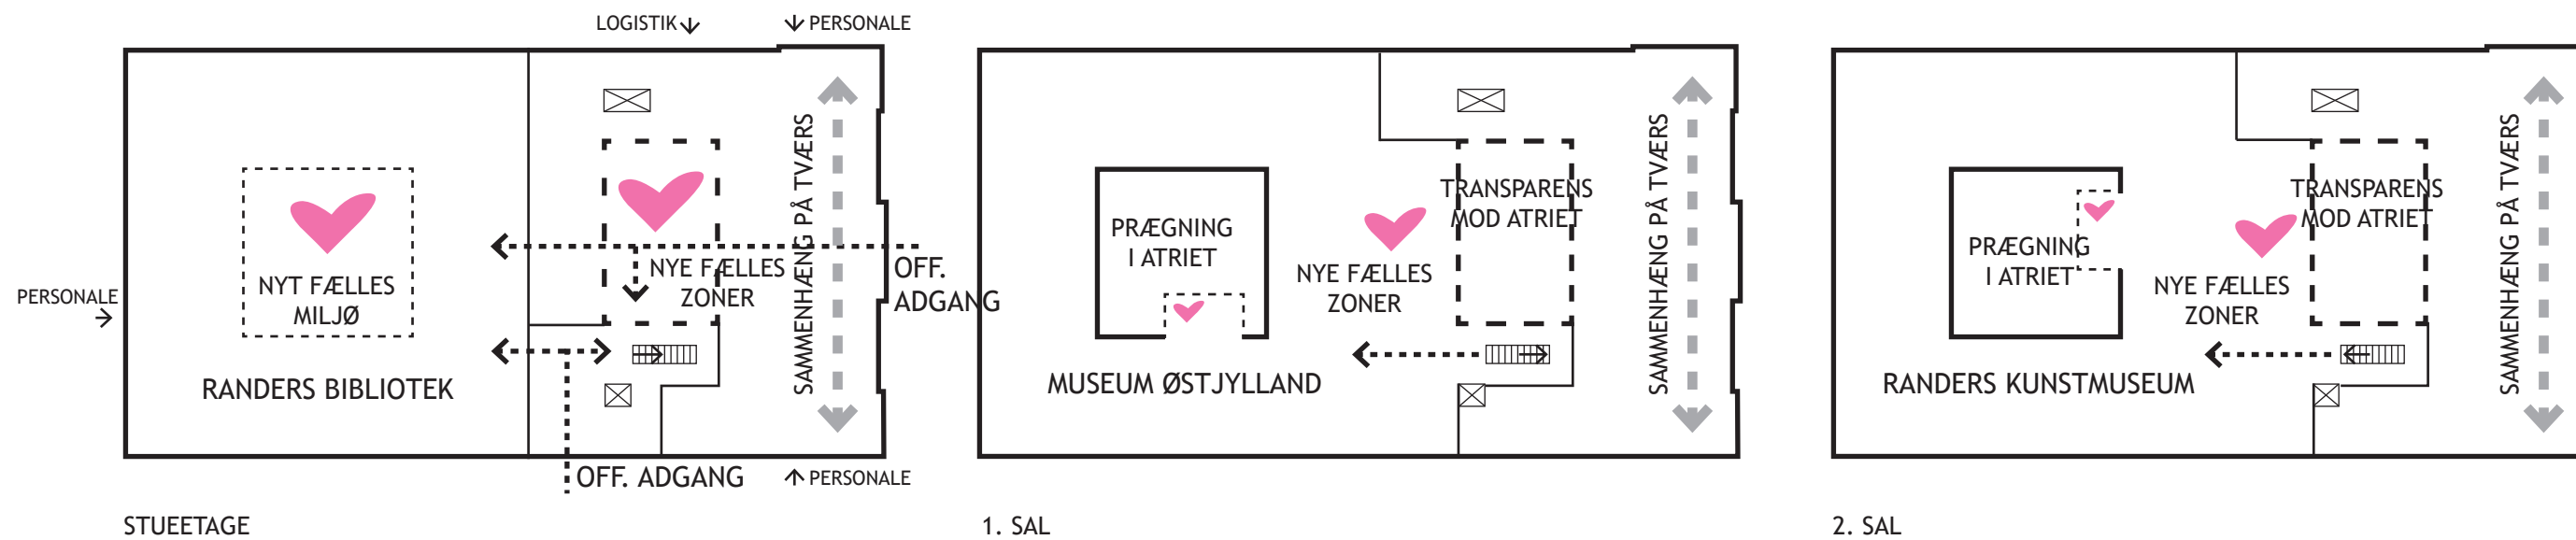 LOGISTIK
PERSONALE
SAMMENHÆNG PÅ TVÆRS
NYE FÆLLES
ZONER
OFF.
ADGANG
NYT FÆLLES
MILJØ
PERSONALE
RANDERS BIBLIOTEK
OFF. ADGANG
PERSONALE
STUEETAGE
SAMMENHÆNG PÅ TVÆRS
TRANSPARENS
MOD ATRIET
PRÆGNING
I ATRIET
NYE FÆLLES
ZONER
MUSEUM ØSTJYLLAND
1. SAL
SAMMENHÆNG PÅ TVÆRS
TRANSPARENS
MOD ATRIET
PRÆGNING
I ATRIET
NYE FÆLLES
ZONER
RANDERS KUNSTMUSEUM
2. SAL